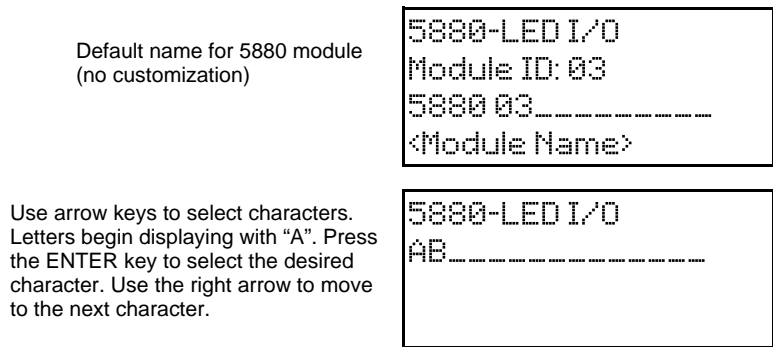 Default name for 5880 module
(no customization)
5880-LED I/O
Module ID: 03
5880 03_________
<Module Name>
Use arrow keys to select characters.
Letters begin displaying with “A”. Press
the ENTER key to select the desired
character. Use the right arrow to move
to the next character.
5880-LED I/O
AB_____________